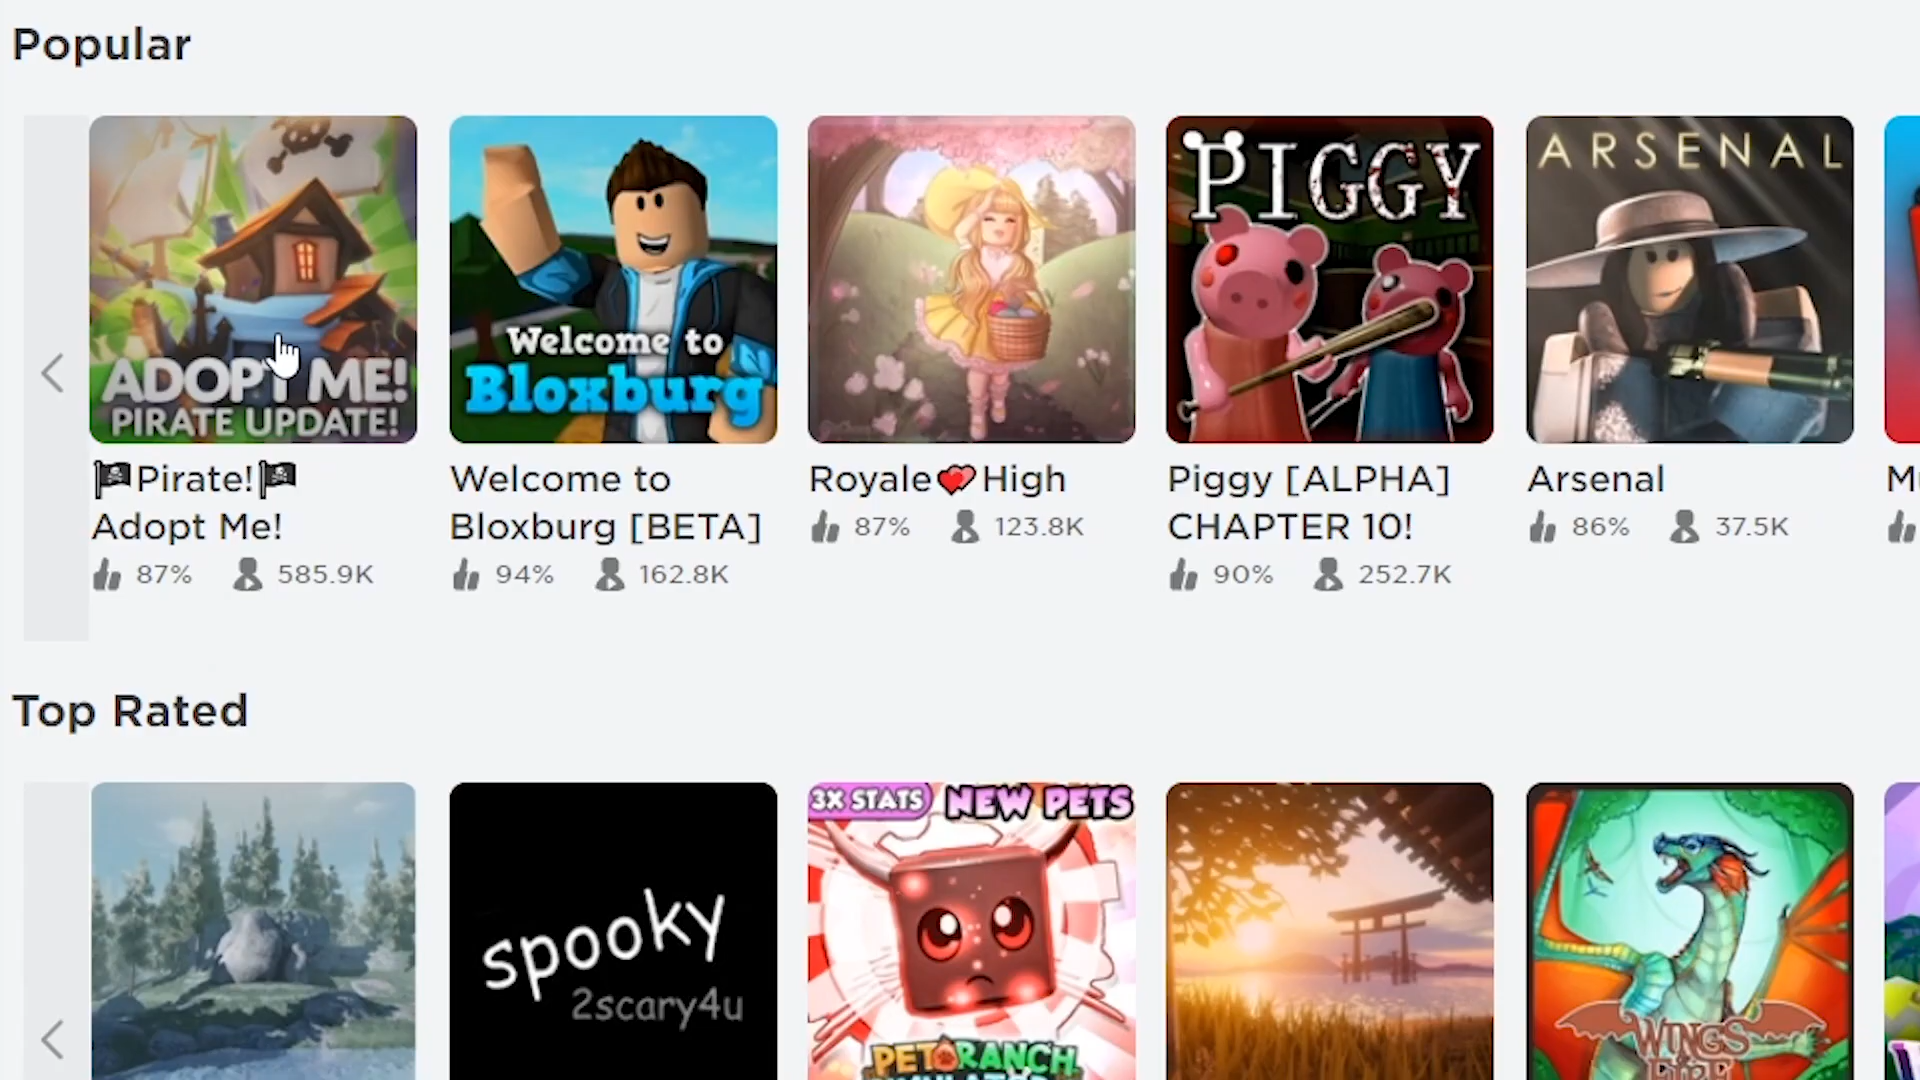 Popular
ADOPT ME!
PIRATE UPDATE!
Welcome to
Bloxburg
PIGGY
ARSENAL
🏴‍☠️Pirate!🏴‍☠️
Adopt Me!
87% 585.9K
Welcome to
Bloxburg [BETA]
94% 162.8K
Royale💕High
87% 123.8K
Piggy [ALPHA]
CHAPTER 10!
90% 252.7K
Arsenal
86% 37.5K
Top Rated
spooky
2scary4u
3X STATS NEW PETS
PET RANCH
WINGS